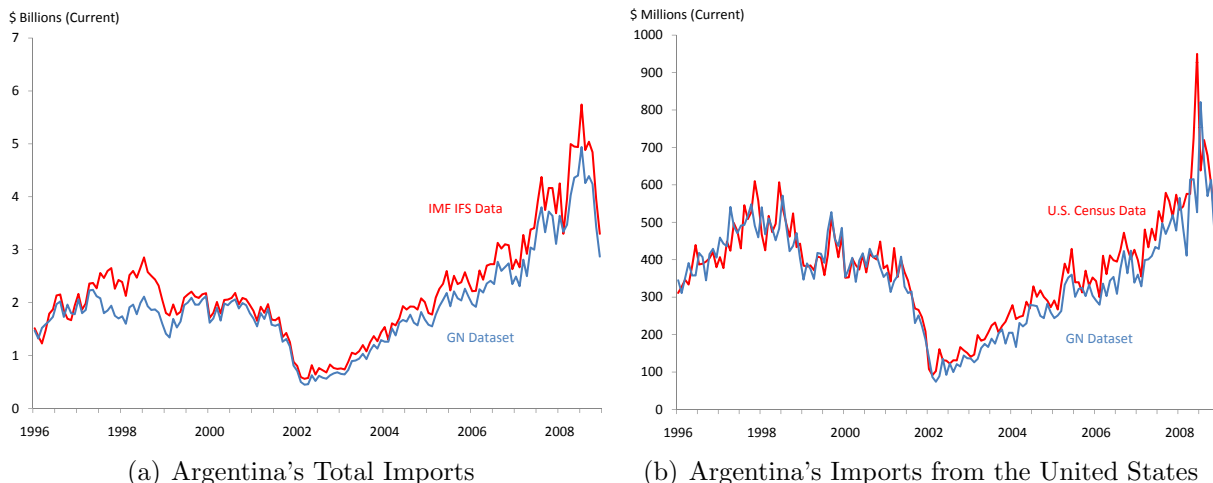 $ Billions (Current)
7
6
5
4
3
2
1
0
IMF IFS Data
GN Dataset
1996 1998 2000 2002 2004 2006 2008
(a) Argentina's Total Imports
$ Millions (Current)
1000
900
800
700
600
500
400
300
200
100
0
U.S. Census Data
GN Dataset
1996 1998 2000 2002 2004 2006 2008
(b) Argentina's Imports from the United States